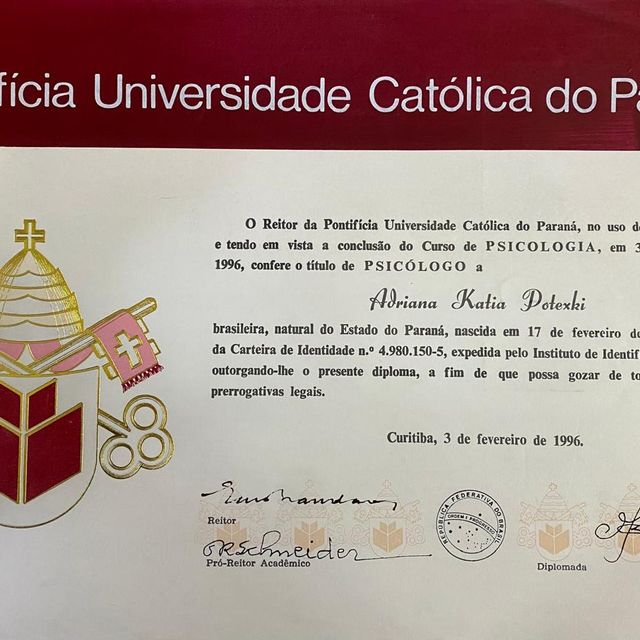 fícia Universidade Católica do Pa
O Reitor da Pontifícia Universidade Católica do Paraná, no uso de
e tendo em vista a conclusão do Curso de PSICOLOGIA, em 3
1996, confere o título de PSICÓLOGO a
Adriana Katia Potexki
brasileira, natural do Estado do Paraná, nascida em 17 de fevereiro de
da Carteira de Identidade n.º 4.980.150-5, expedida pelo Instituto de Identif
outorgando-lhe o presente diploma, a fim de que possa gozar de to
prerrogativas legais.
Curitiba, 3 de fevereiro de 1996.
Reitor
Schneider
Pró-Reitor Acadêmico
REPÚBLICA FEDERATIVA DO BRASIL
ORDEM E PROGRESSO
Diplomada